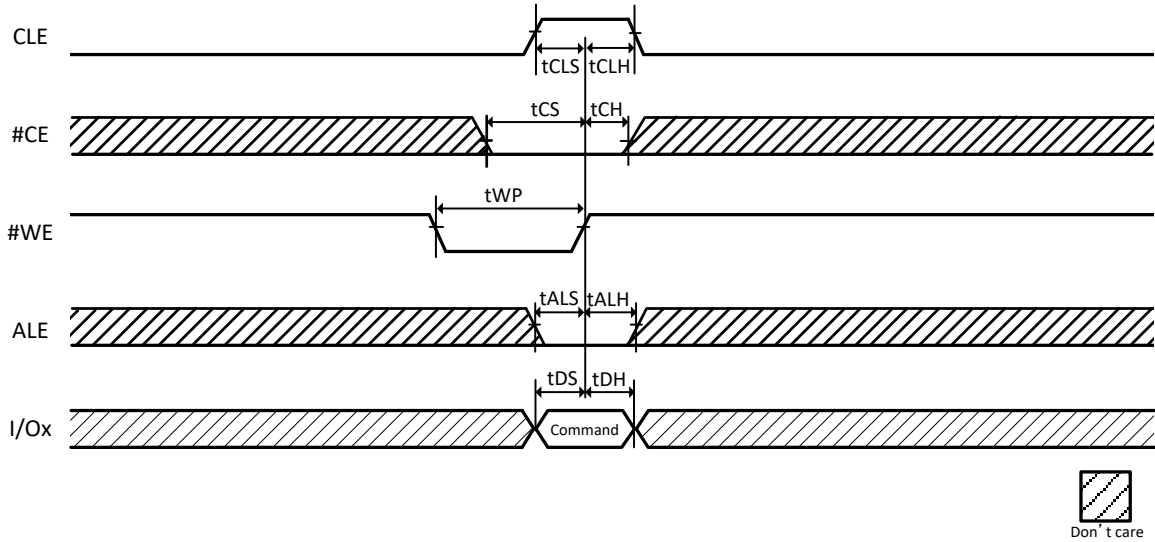 CLE
tCLS tCLH
#CE
tCS tCH
#WE
tWP
ALE
tALS tALH
I/Ox
tDS tDH
Command
Don't care